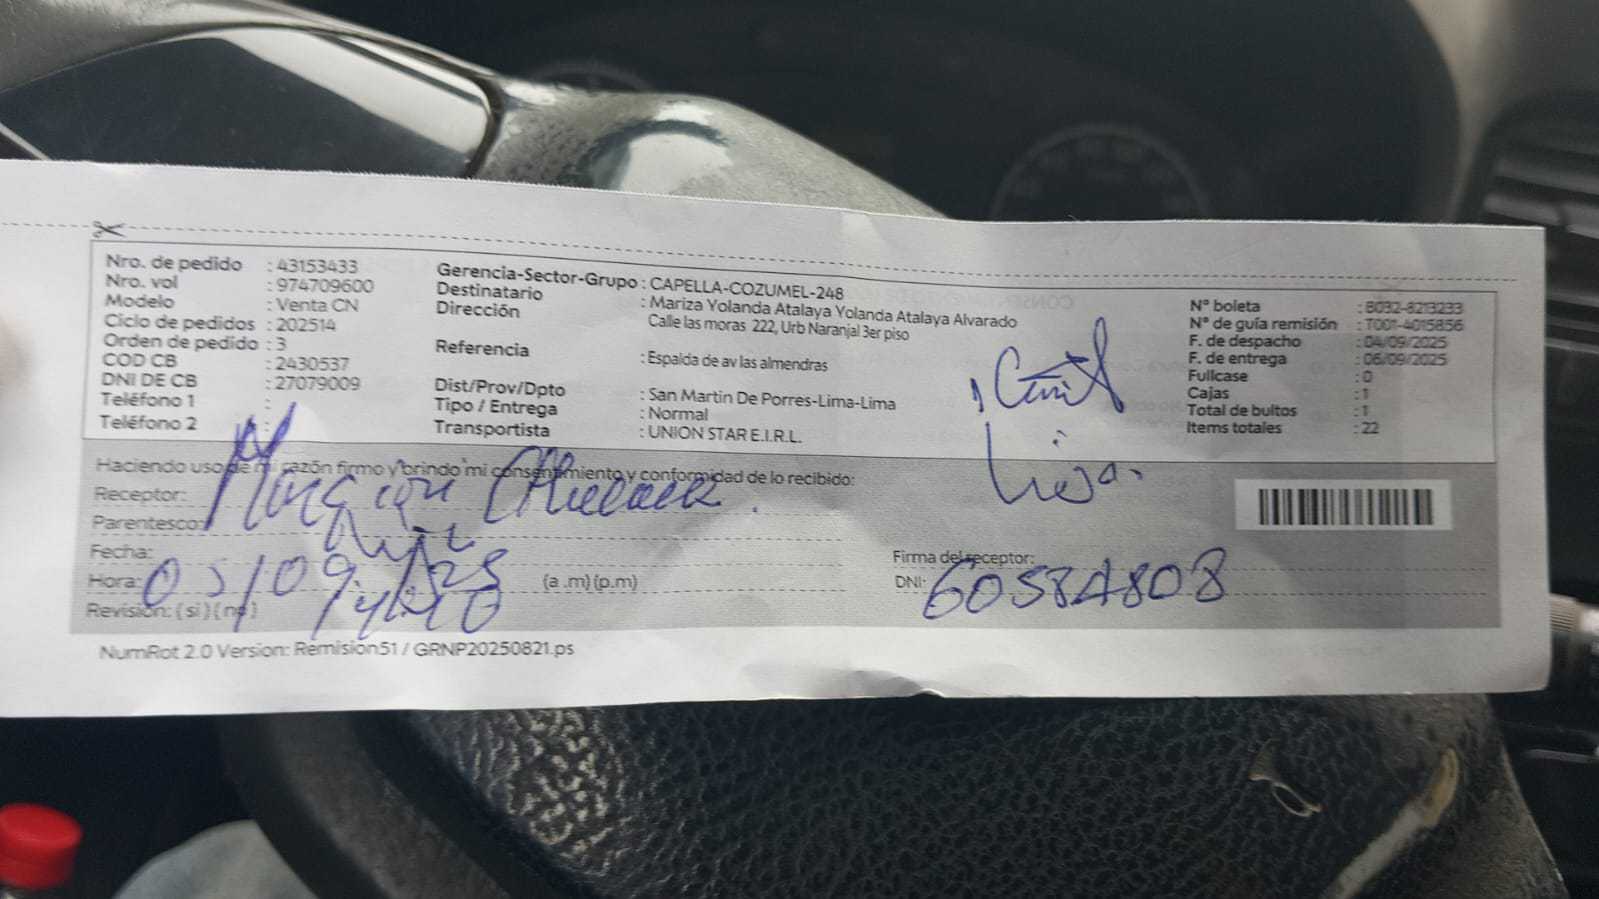 Nro. de pedido : 43153433
Nro. vol : 974709600
Modelo : Venta CN
Ciclo de pedidos : 202514
Orden de pedido : 3
COD CB : 2430537
DNI DE CB : 27079009
Teléfono 1 :
Teléfono 2 :
Gerencia-Sector-Grupo : CAPELLA-COZUMEL-248
Destinatario : Mariza Yolanda Atalaya Yolanda Atalaya Alvarado
Dirección : Calle las moras 222, Urb Naranjal 3er piso
Referencia : Espalda de av las almendras
Dist/Prov/Dpto : San Martin De Porres-Lima-Lima
Tipo / Entrega : Normal
Transportista : UNION STAR E.I.R.L.
N° boleta : B032-8213233
N° de guía remisión : T001-4015856
F. de despacho : 04/09/2025
F. de entrega : 06/09/2025
Fullcase : 0
Cajas : 1
Total de bultos : 1
Items totales : 22
Haciendo uso de mi razón firmo y brindo mi consentimiento y conformidad de lo recibido:
Receptor:
Parentesco:
Fecha: 05/09/25
Hora: (a .m) (p.m)
Revisión: ( si ) ( no )
Firma del receptor:
DNI: 60584808
NumRot 2.0 Version: Remision51 / GRNP20250821.ps